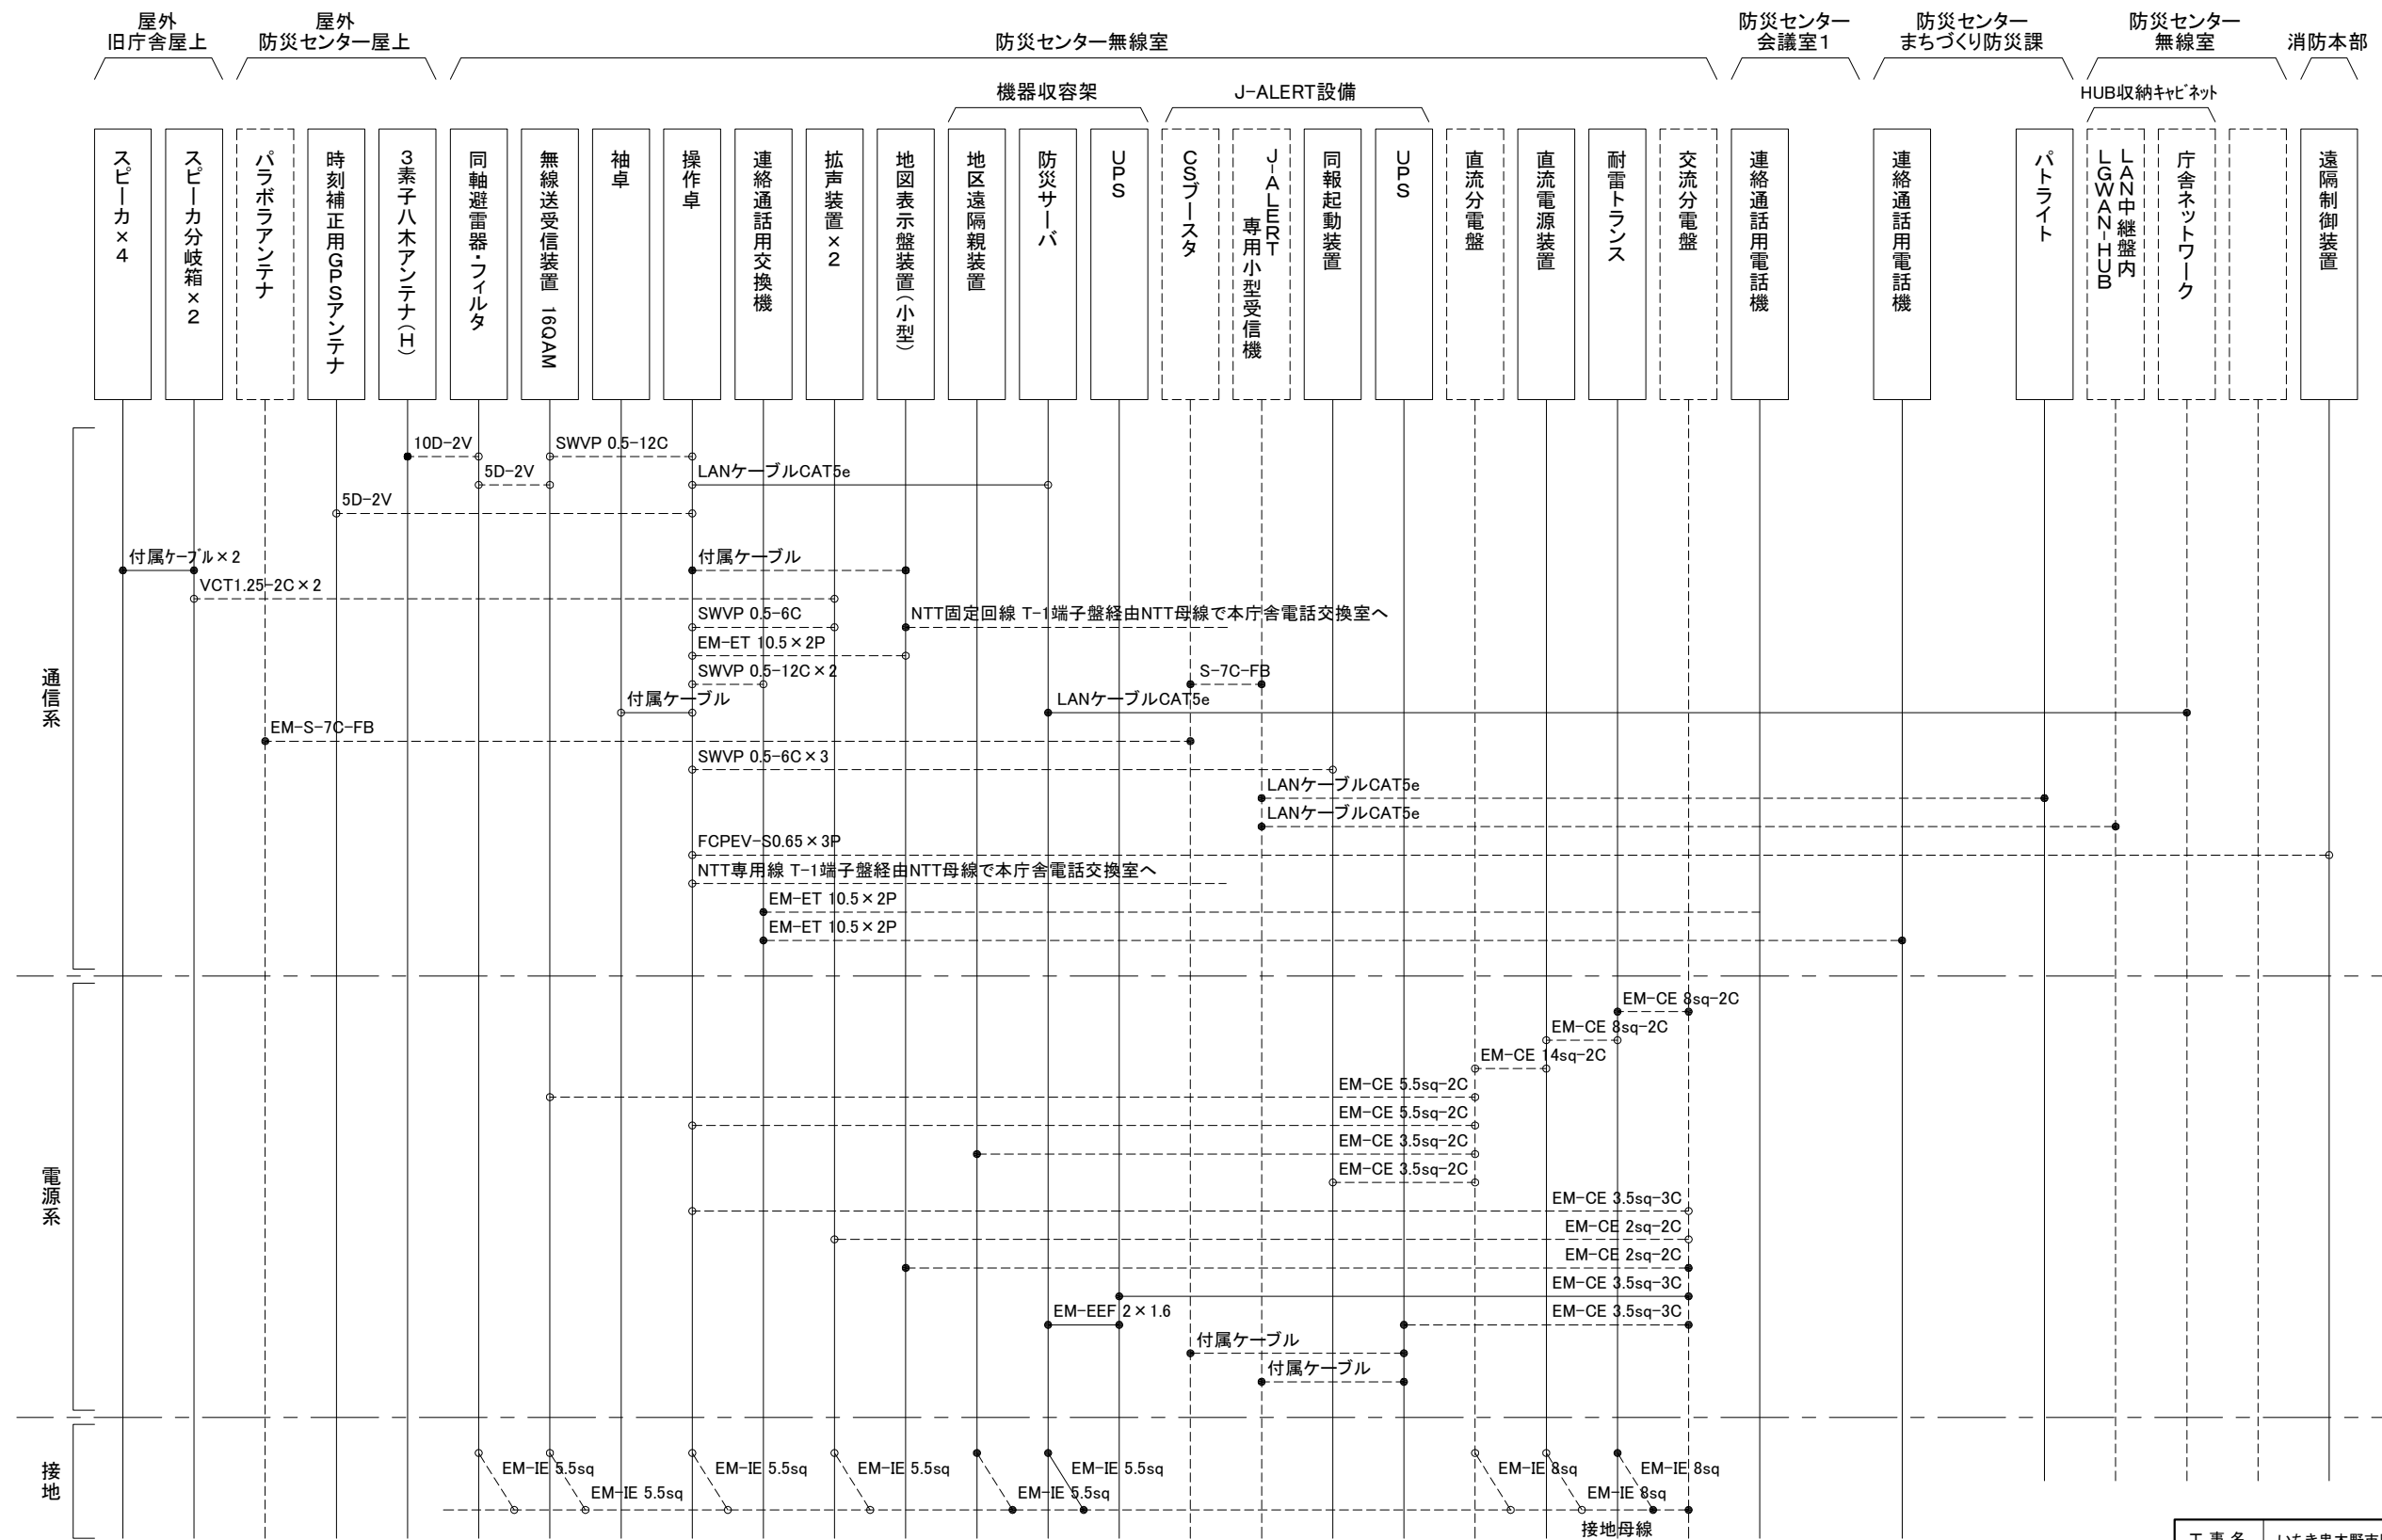 屋外
旧庁舎屋上
屋外
防災センター屋上
防災センター無線室
防災センター
会議室1
防災センター
まちづくり防災課
防災センター
無線室
消防本部
機器収容架
J-ALERT設備
HUB収納キャビネット
スピーカ×4
スピーカ分岐箱×2
パラボラアンテナ
時刻補正用GPSアンテナ
3素子八木アンテナ(H)
同軸避雷器・フィルタ
無線送受信装置 16QAM
袖卓
操作卓
連絡通話用交換機
拡声装置×2
地図表示盤装置(小型)
地区遠隔親装置
防災サーバ
UPS
CSブースタ
J-ALERT
専用小型受信機
同報起動装置
UPS
直流分電盤
直流電源装置
耐雷トランス
交流分電盤
連絡通話用電話機
連絡通話用電話機
パトライト
LAN中継盤内
LGWAN-HUB
庁舎ネットワーク
遠隔制御装置
通信系
10D-2V
SWVP 0.5-12C
5D-2V
LANケーブルCAT5e
5D-2V
付属ケーブル×2
付属ケーブル
VCT1.25-2C×2
SWVP 0.5-6C
NTT固定回線 T-1端子盤経由NTT母線で本庁舎電話交換室へ
EM-ET 10.5×2P
SWVP 0.5-12C×2
S-7C-FB
付属ケーブル
LANケーブルCAT5e
EM-S-7C-FB
SWVP 0.5-6C×3
LANケーブルCAT5e
LANケーブルCAT5e
FCPEV-S0.65×3P
NTT専用線 T-1端子盤経由NTT母線で本庁舎電話交換室へ
EM-ET 10.5×2P
EM-ET 10.5×2P
電源系
EM-CE 8sq-2C
EM-CE 8sq-2C
EM-CE 14sq-2C
EM-CE 5.5sq-2C
EM-CE 5.5sq-2C
EM-CE 3.5sq-2C
EM-CE 3.5sq-2C
EM-CE 3.5sq-3C
EM-CE 2sq-2C
EM-CE 2sq-2C
EM-CE 3.5sq-3C
EM-EEF 2×1.6
EM-CE 3.5sq-3C
付属ケーブル
付属ケーブル
接地
EM-IE 5.5sq
EM-IE 5.5sq
EM-IE 5.5sq
EM-IE 5.5sq
EM-IE 5.5sq
EM-IE 5.5sq
EM-IE 8sq
EM-IE 8sq
EM-IE 8sq
接地母線
工事名